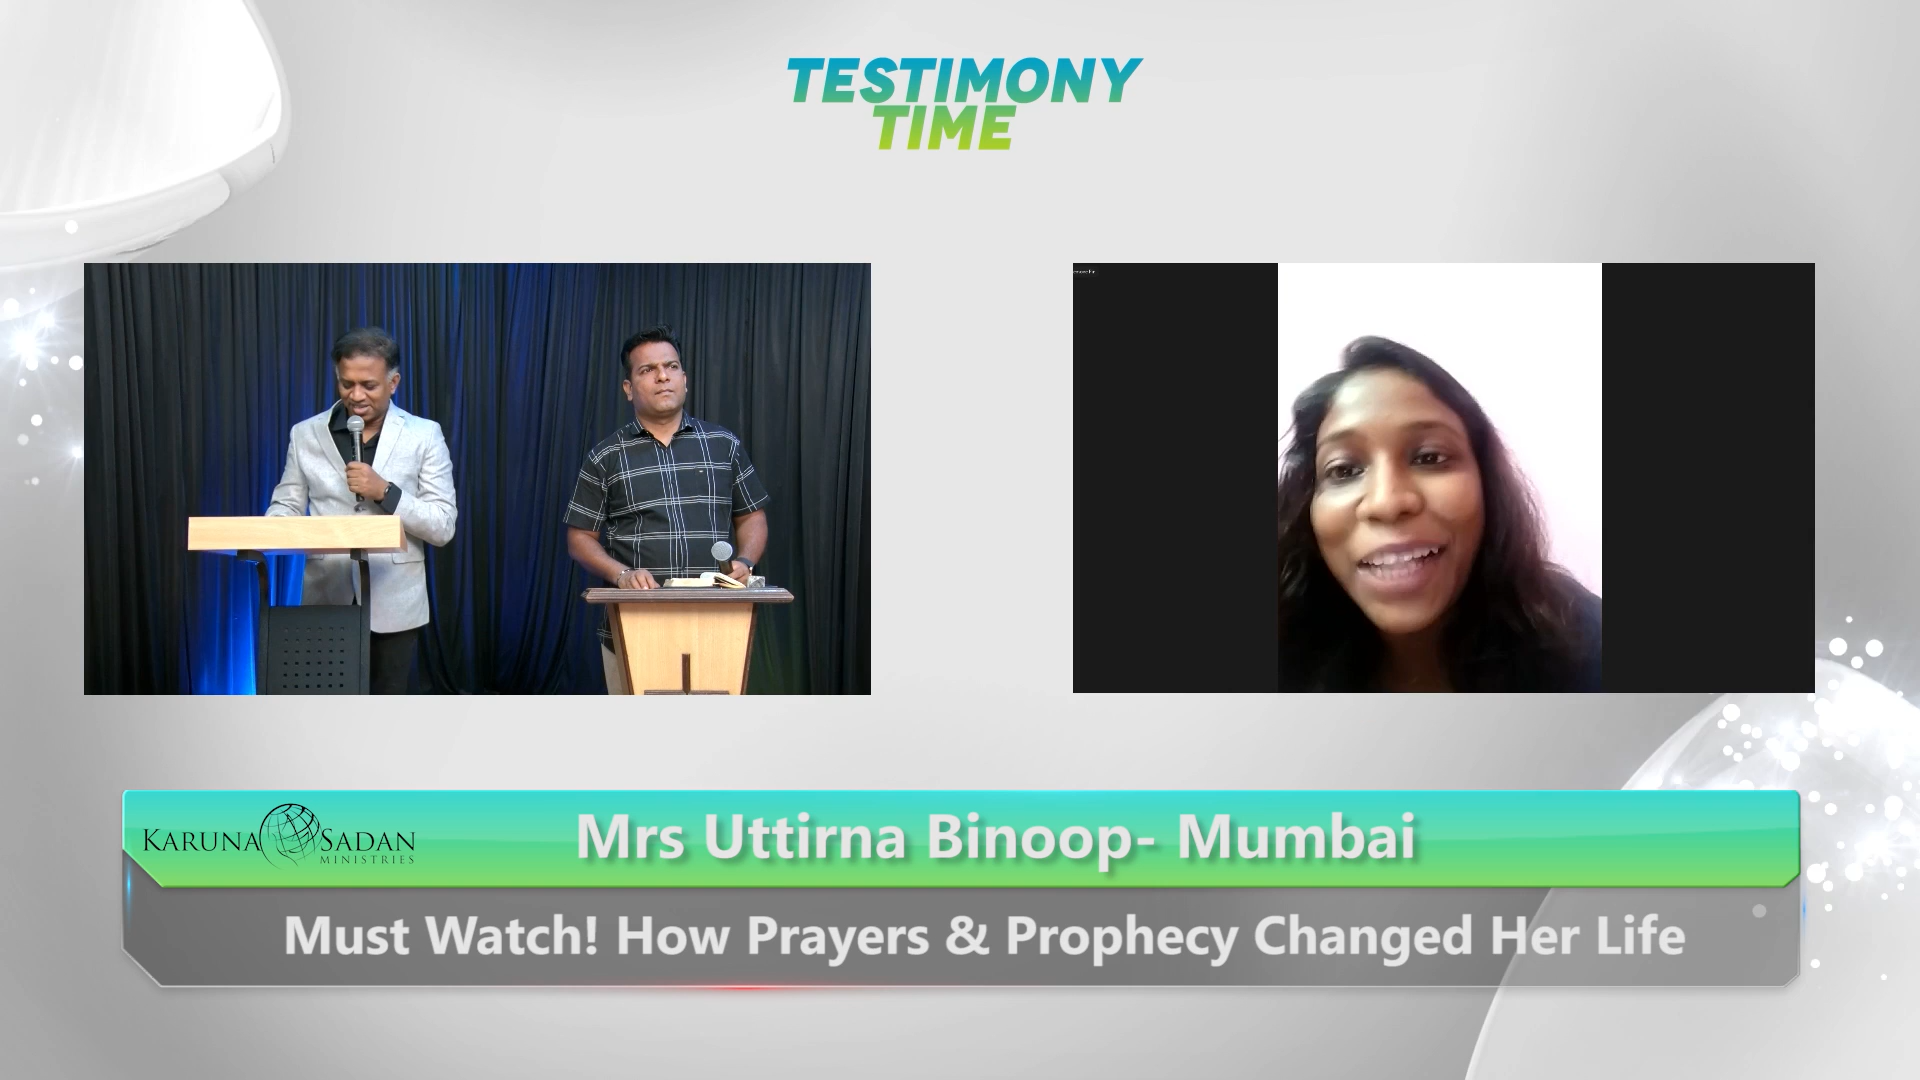 TESTIMONY
TIME
KARUNA SADAN
MINISTRIES
Mrs Uttirna Binoop- Mumbai
Must Watch! How Prayers & Prophecy Changed Her Life